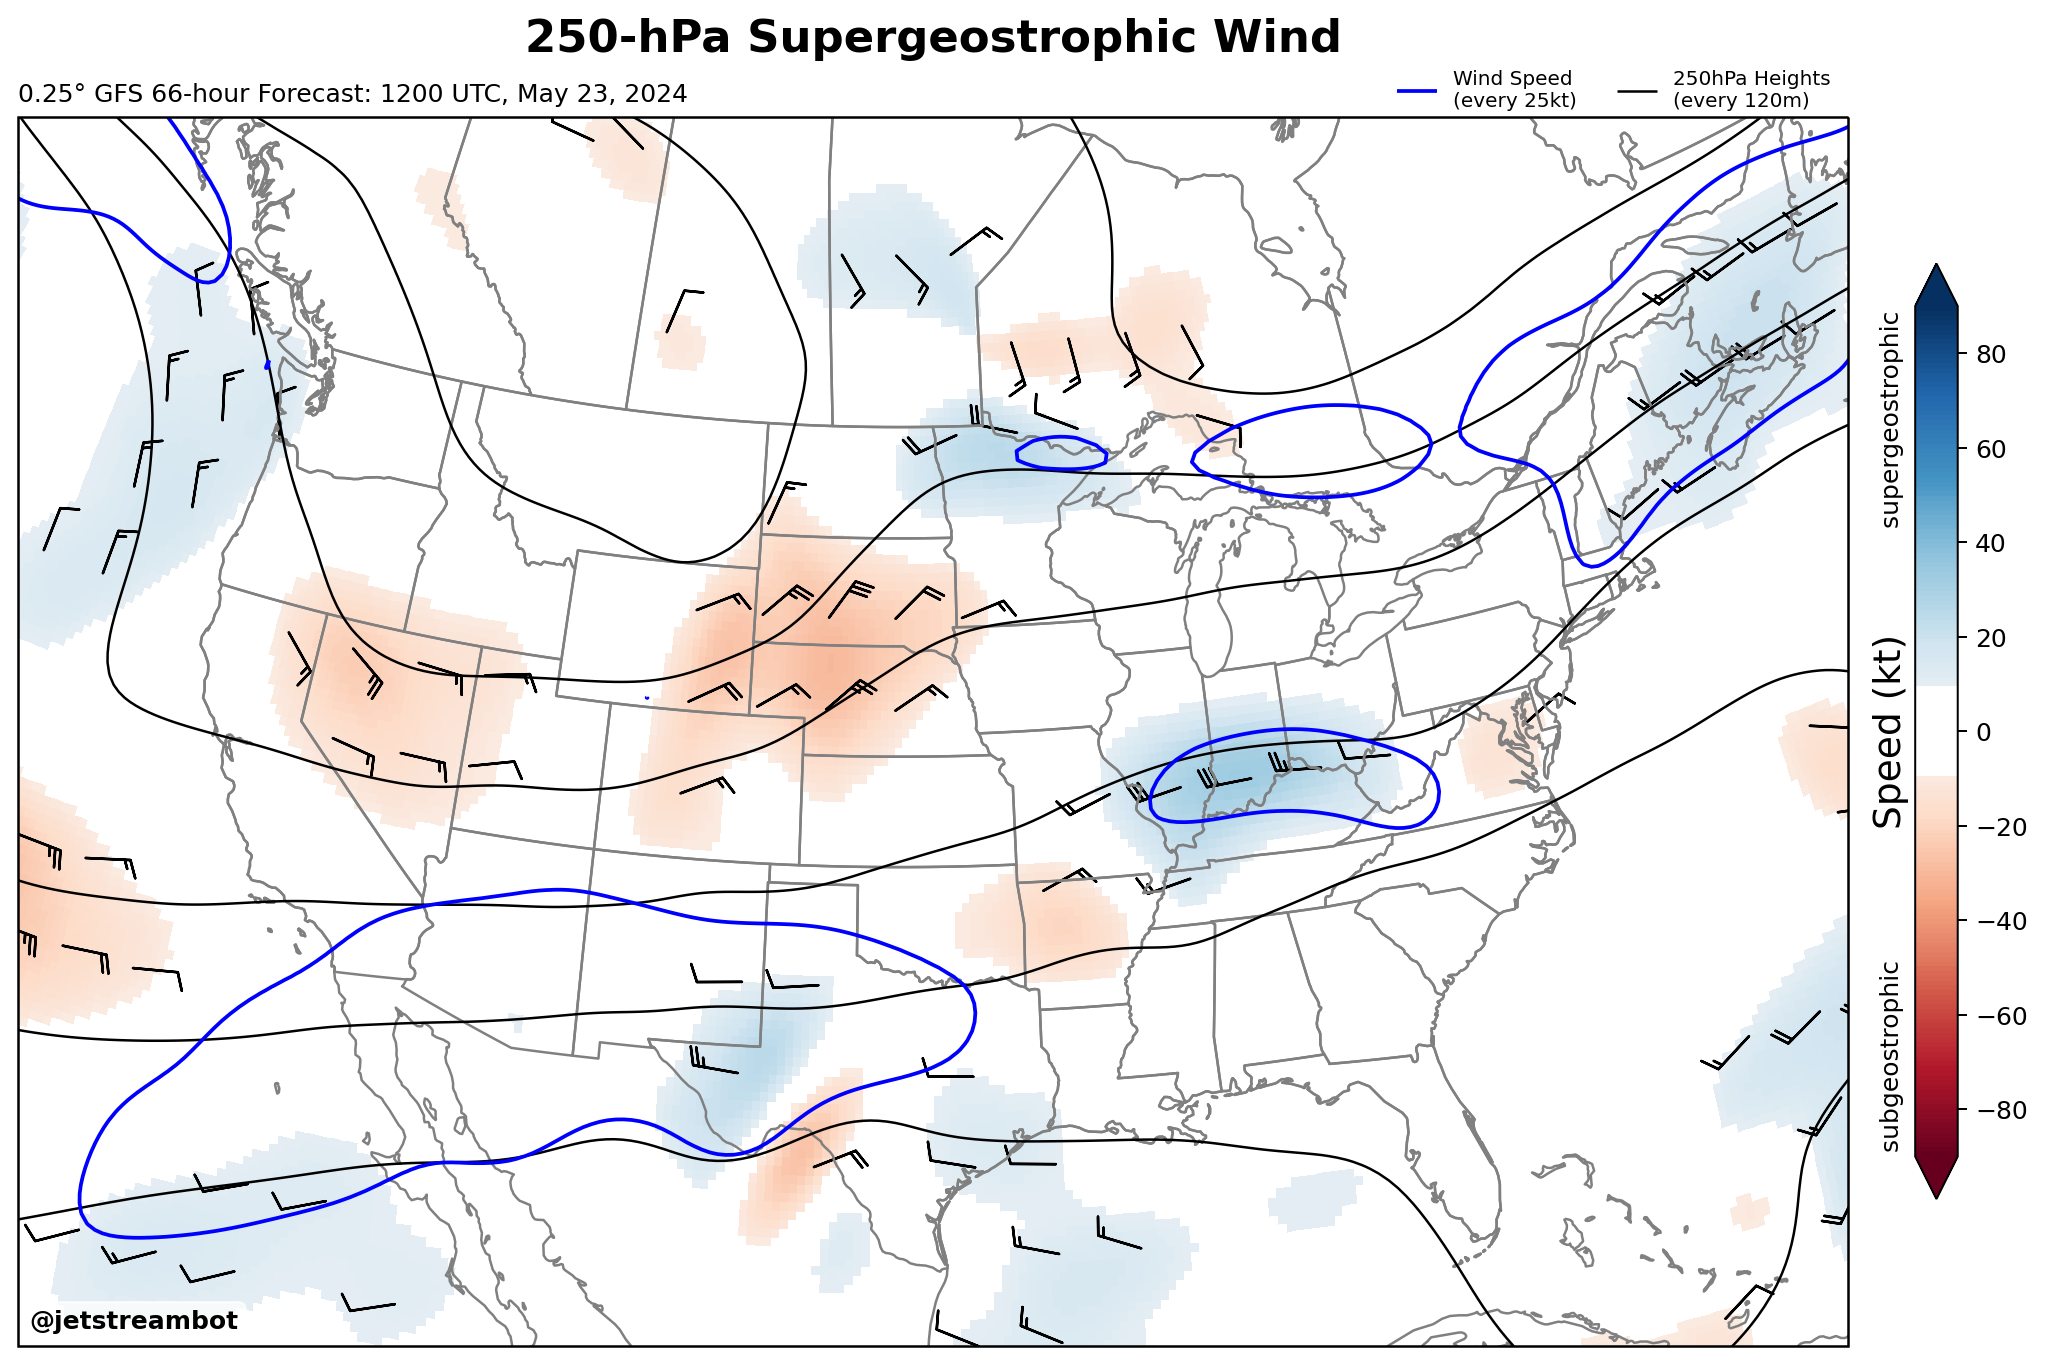 250-hPa Supergeostrophic Wind
0.25° GFS 66-hour Forecast: 1200 UTC, May 23, 2024
Wind Speed
(every 25kt)
250hPa Heights
(every 120m)
supergeostrophic
Speed (kt)
subgeostrophic
80
60
40
20
0
−20
−40
−60
−80
@jetstreambot